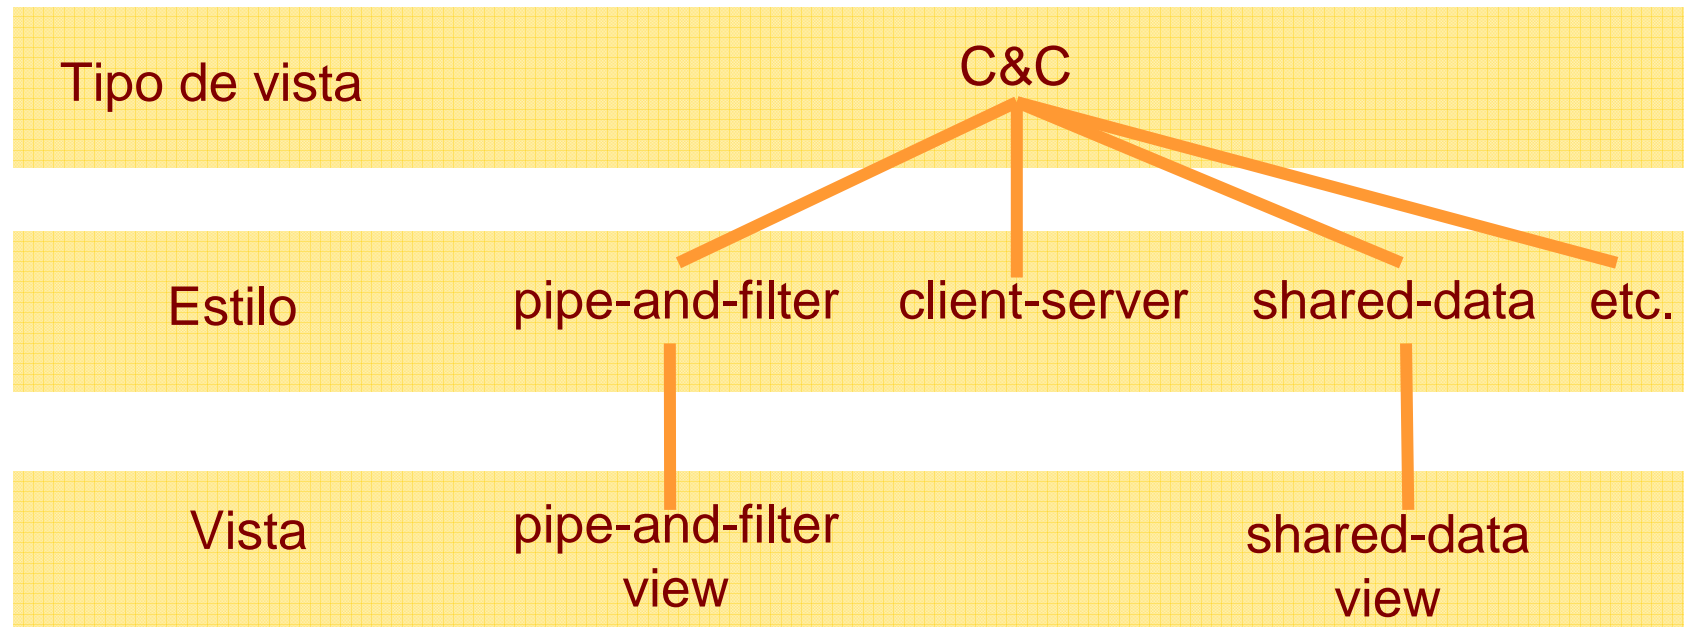 Tipo de vista
C&C
Estilo
pipe-and-filter
client-server
shared-data
etc.
Vista
pipe-and-filter
view
shared-data
view